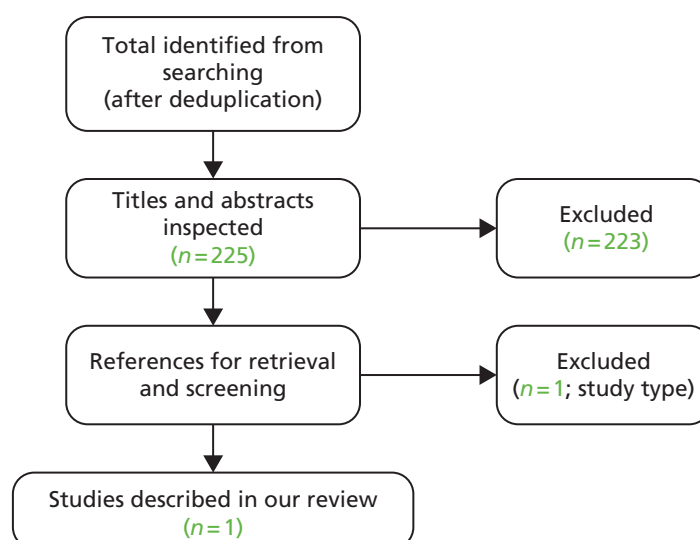 Total identified from
searching
(after deduplication)
Titles and abstracts
inspected
(n=225)
Excluded
(n=223)
References for retrieval
and screening
Excluded
(n=1; study type)
Studies described in our review
(n=1)